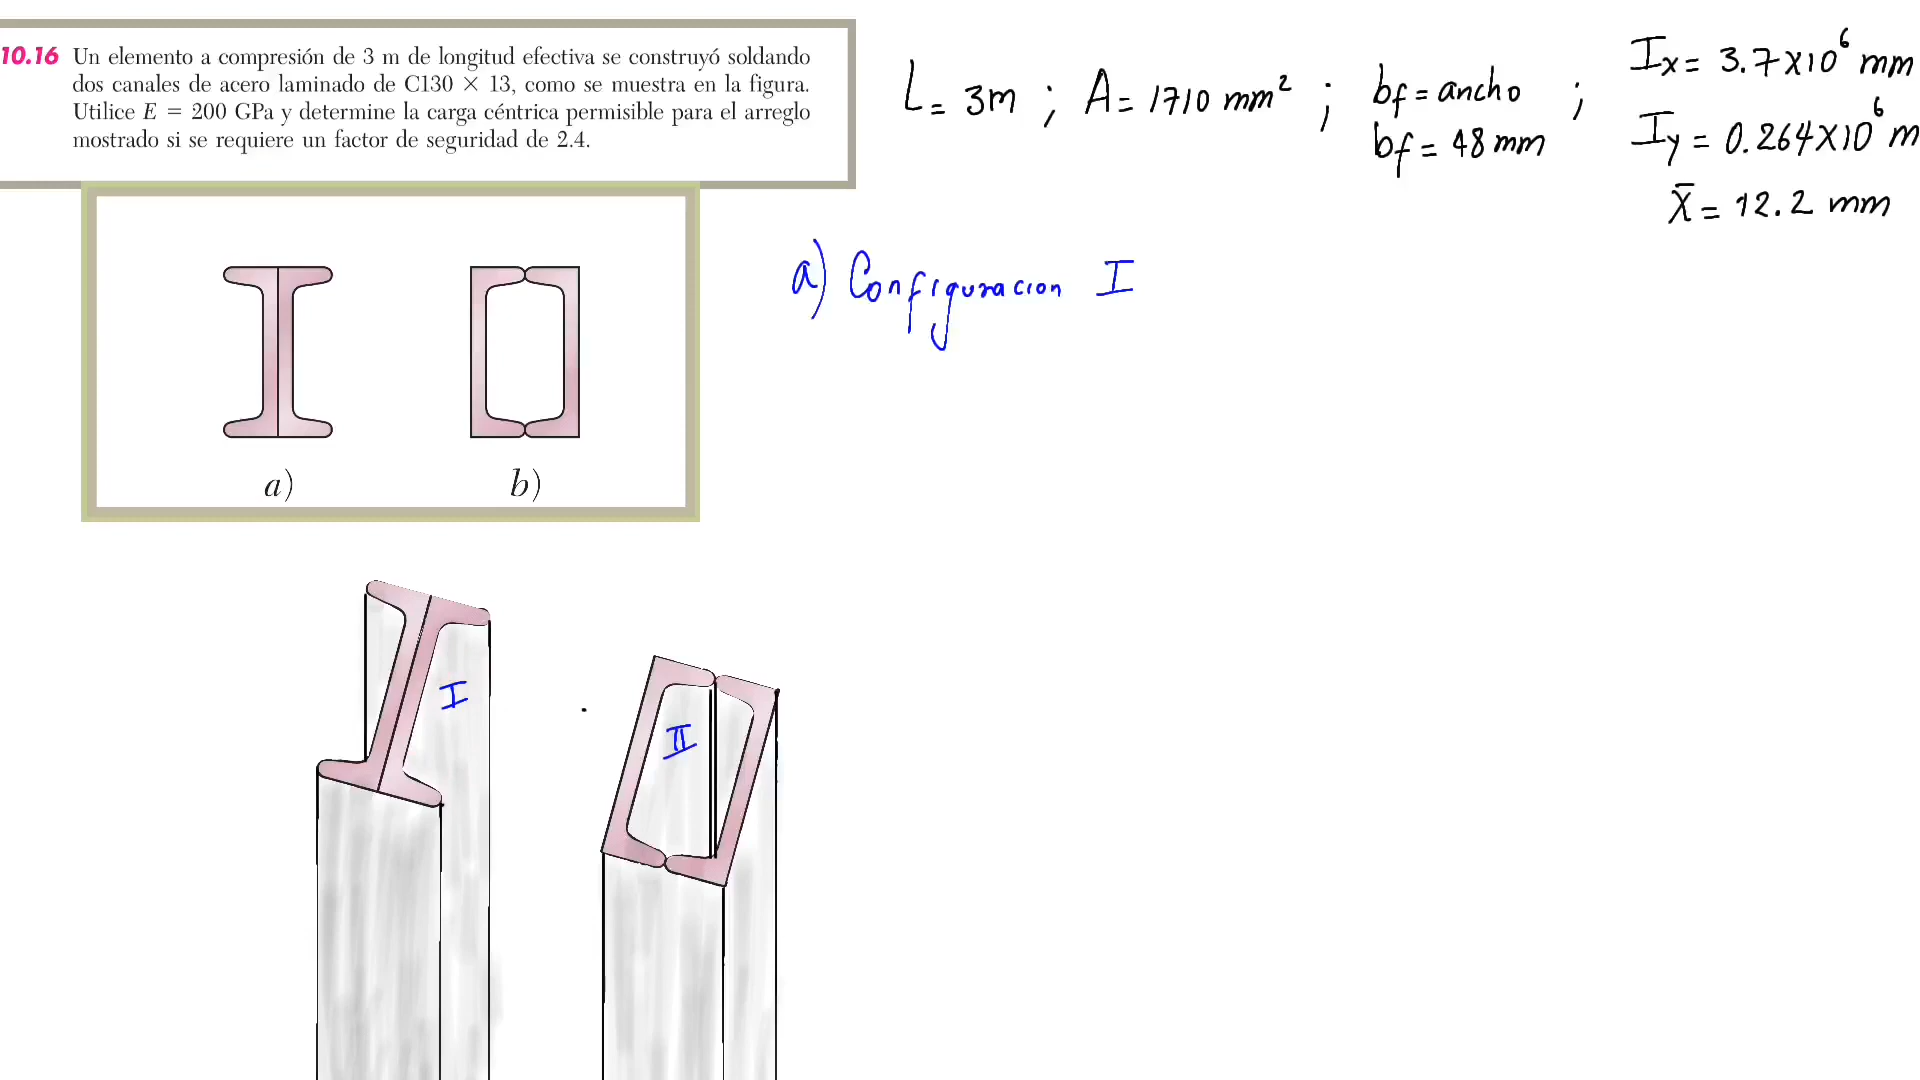 10.16 Un elemento a compresión de 3 m de longitud efectiva se construyó soldando
dos canales de acero laminado de C130 × 13, como se muestra en la figura.
Utilice E = 200 GPa y determine la carga céntrica permisible para el arreglo
mostrado si se requiere un factor de seguridad de 2.4.
L = 3m ; A = 1710 mm² ; bf = ancho ;
bf = 48 mm
Ix = 3.7x10⁶ mm
Iy = 0.264x10⁶ m
x̄ = 12.2 mm
a) Configuracion I
a) b)
I
II